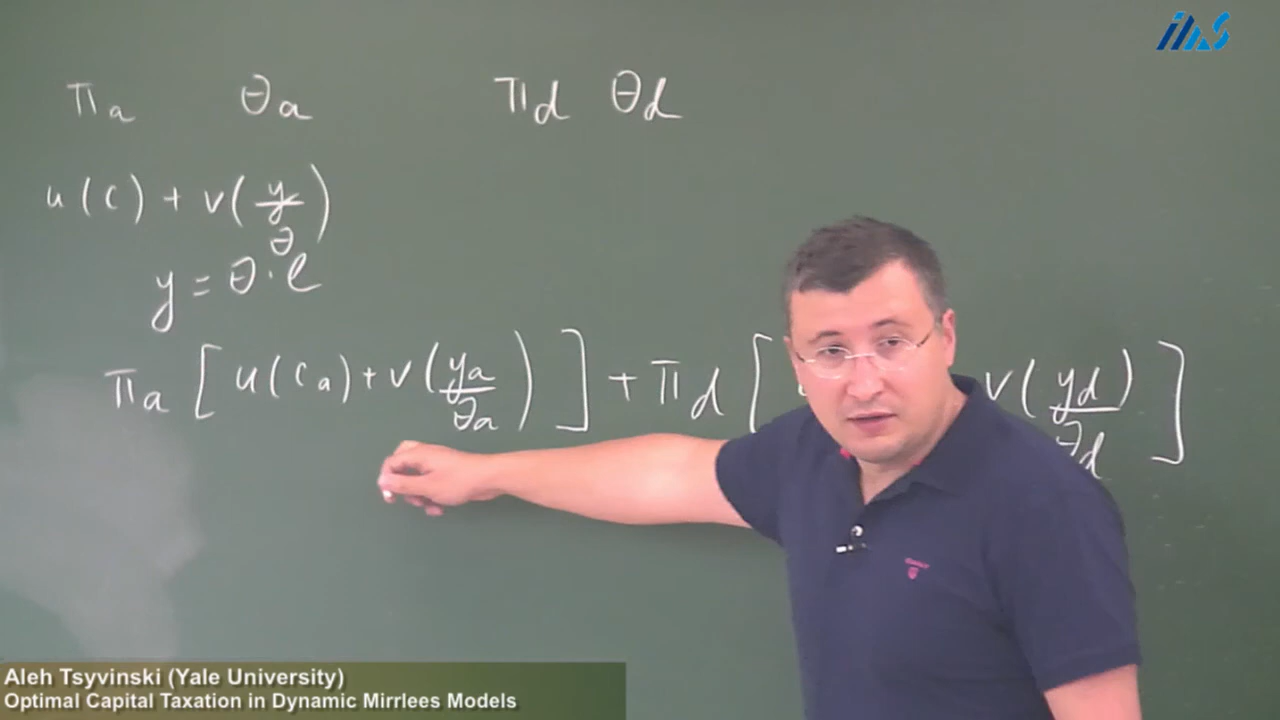 IIAS
πa θa πd θd
u(c) + v(y/θ)
y = θ · l
πa [ u(ca) + v(ya/θa) ] + πd [ v(yd/θd) ]
Aleh Tsyvinski (Yale University)
Optimal Capital Taxation in Dynamic Mirrlees Models